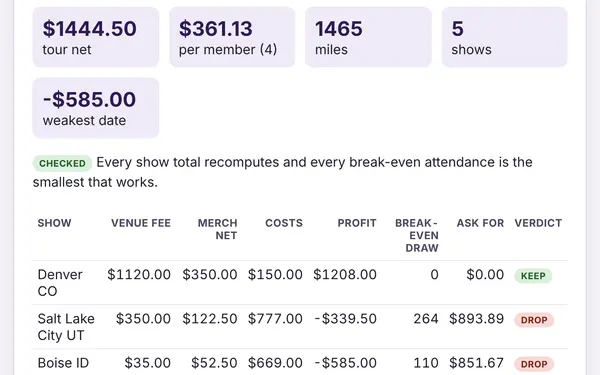 $1444.50 $361.13 1465 5
tour net per member (4) miles shows
-$585.00
weakest date
CHECKED Every show total recomputes and every break-even attendance is the
smallest that works.
SHOW VENUE FEE MERCH NET COSTS PROFIT BREAK-EVEN DRAW ASK FOR VERDICT
Denver CO $1120.00 $350.00 $150.00 $1208.00 0 $0.00 KEEP
Salt Lake City UT $350.00 $122.50 $777.00 -$339.50 264 $893.89 DROP
Boise ID $35.00 $52.50 $669.00 -$585.00 110 $851.67 DROP